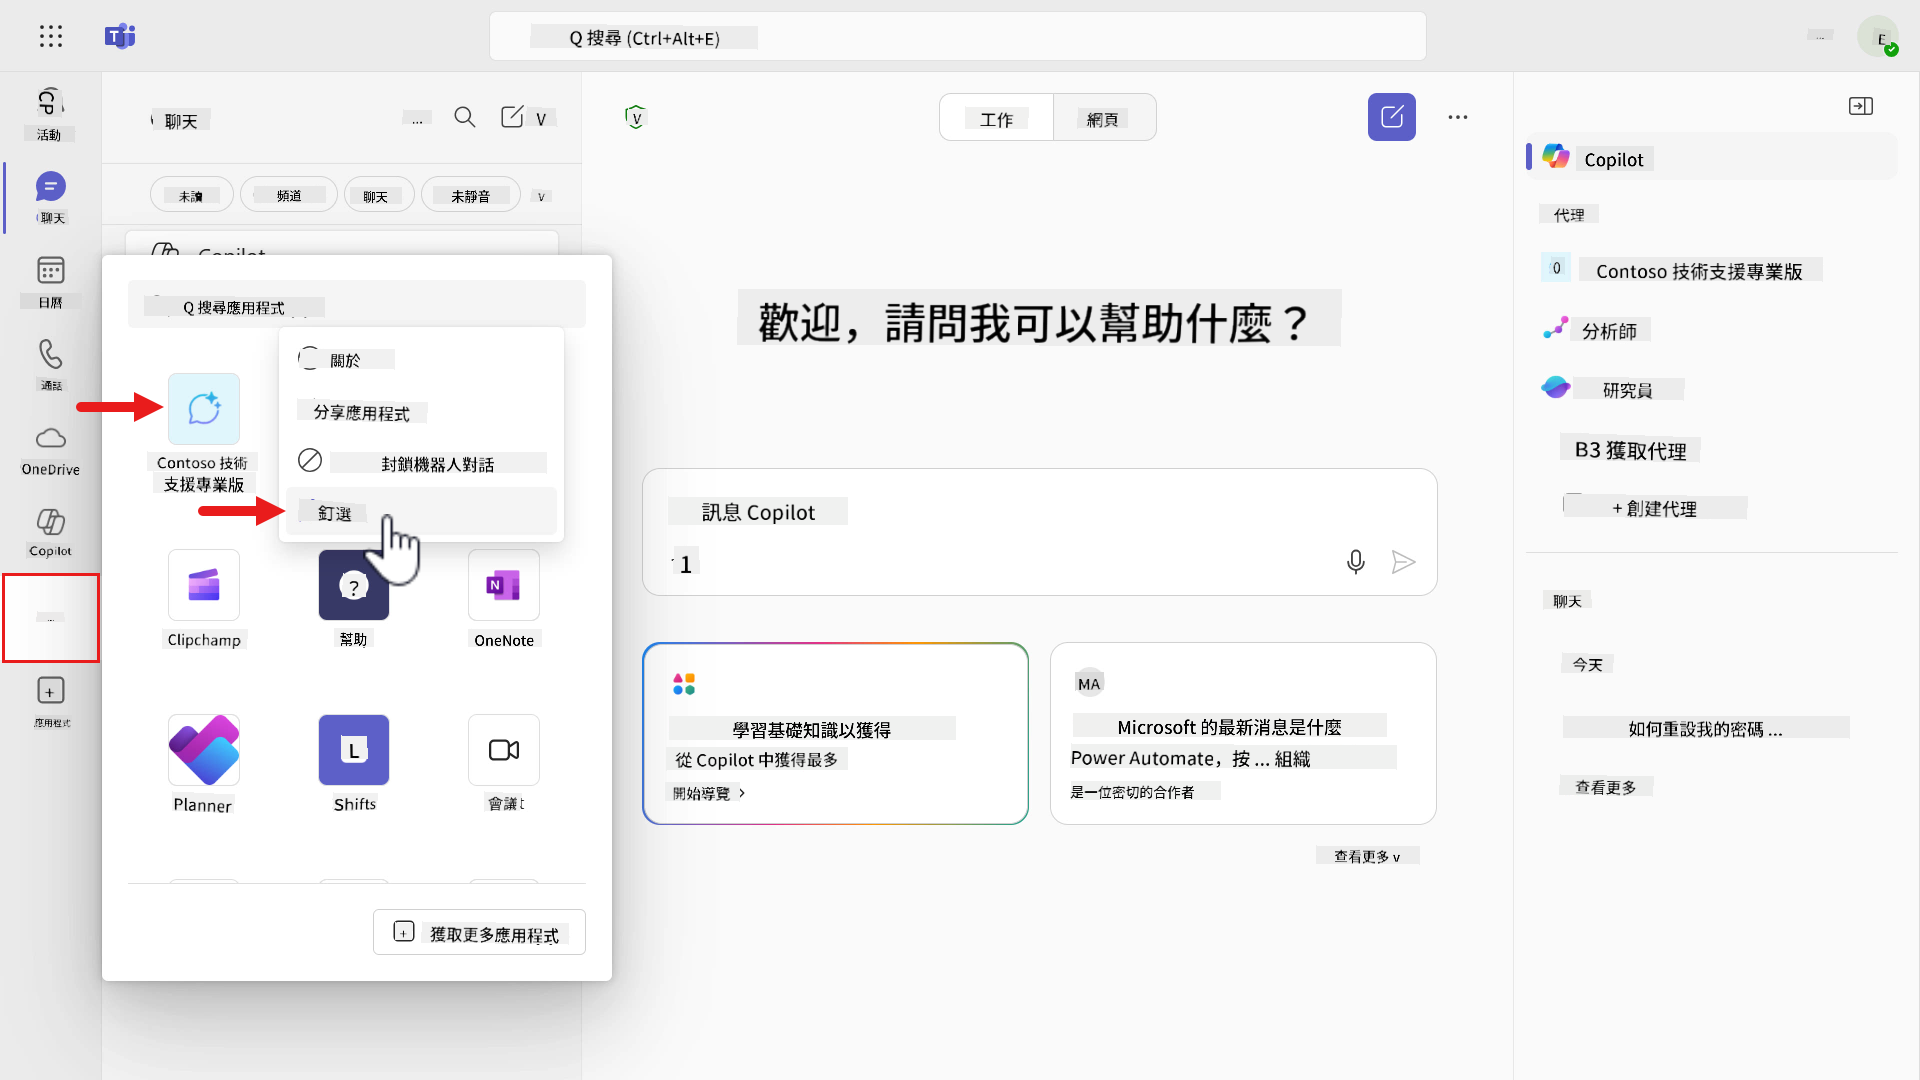 Q 搜尋 (Ctrl+Alt+E)
...
E
活動
聊天
日曆
通話
OneDrive
Copilot
...
應用程式
聊天
...
V
未讀
頻道
聊天
未靜音
v
Copilot
Q 搜尋應用程式
關於
分享應用程式
封鎖機器人對話
釘選
Contoso 技術
支援專業版
Clipchamp
幫助
OneNote
Planner
L
Shifts
會議
獲取更多應用程式
V
工作
網頁
歡迎，請問我可以幫助什麼？
訊息 Copilot
1
學習基礎知識以獲得
從 Copilot 中獲得最多
開始導覽 >
MA
Microsoft 的最新消息是什麼
Power Automate，按 ... 組織
是一位密切的合作者
查看更多 v
Copilot
代理
0
Contoso 技術支援專業版
分析師
研究員
B3 獲取代理
+ 創建代理
聊天
今天
如何重設我的密碼 ...
查看更多